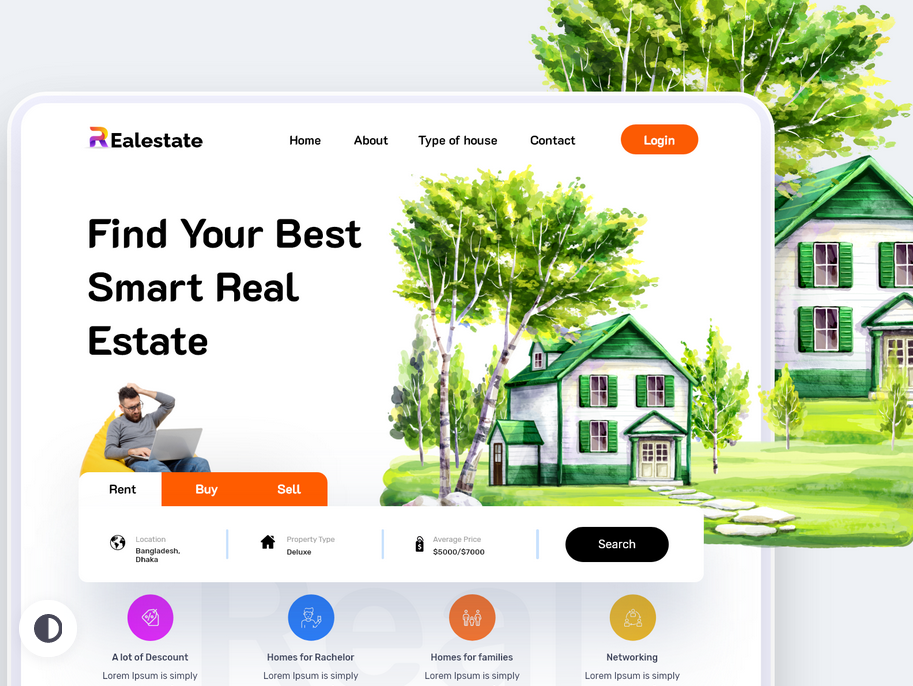 REalestate
Home
About
Type of house
Contact
Login
Find Your Best
Smart Real
Estate
Rent
Buy
Sell
Location
Bangladesh,
Dhaka
Property Type
Deluxe
Average Price
$5000/$7000
Search
Real
A lot of Descount
Homes for Rachelor
Homes for families
Networking
Lorem Ipsum is simply
Lorem Ipsum is simply
Lorem Ipsum is simply
Lorem Ipsum is simply